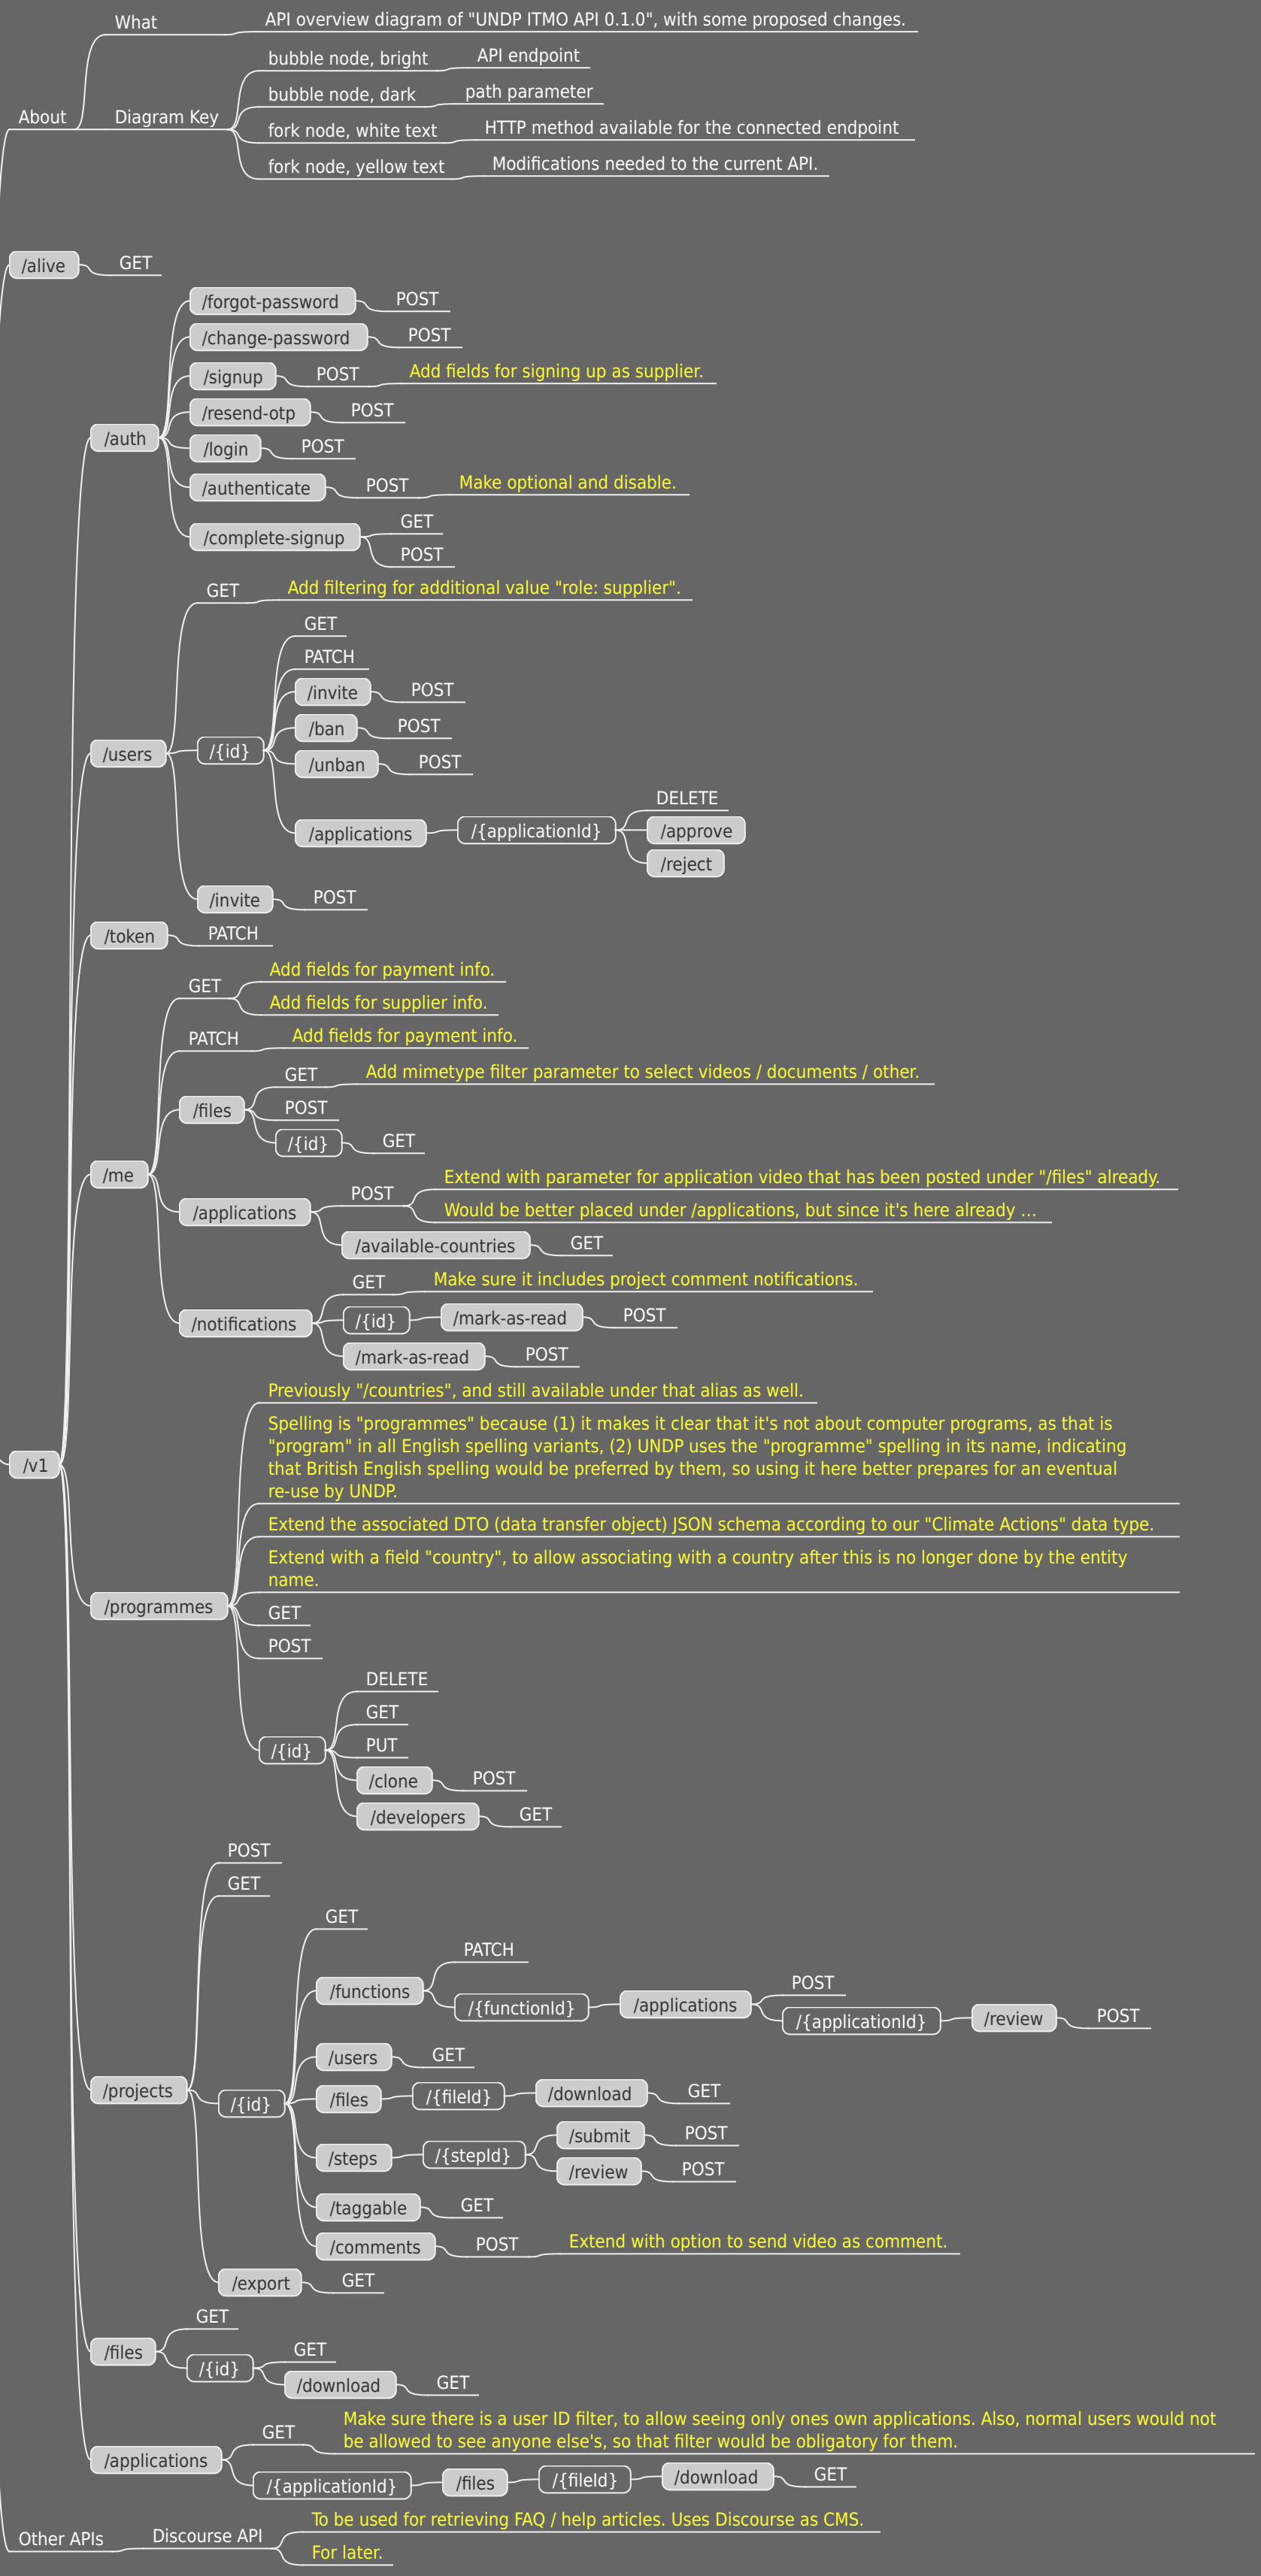 What
API overview diagram of "UNDP ITMO API 0.1.0", with some proposed changes.
About
Diagram Key
bubble node, bright
API endpoint
bubble node, dark
path parameter
fork node, white text
HTTP method available for the connected endpoint
fork node, yellow text
Modifications needed to the current API.
/alive
GET
/v1
/auth
/forgot-password
POST
/change-password
POST
/signup
POST
Add fields for signing up as supplier.
/resend-otp
POST
/login
POST
/authenticate
POST
Make optional and disable.
/complete-signup
GET
POST
/users
GET
Add filtering for additional value "role: supplier".
/{id}
GET
PATCH
/invite
POST
/ban
POST
/unban
POST
/applications
/{applicationId}
DELETE
/approve
/reject
/invite
POST
/token
PATCH
/me
GET
Add fields for payment info.
Add fields for supplier info.
PATCH
Add fields for payment info.
/files
GET
Add mimetype filter parameter to select videos / documents / other.
POST
/{id}
GET
/applications
POST
Extend with parameter for application video that has been posted under "/files" already.
Would be better placed under /applications, but since it's here already …
/available-countries
GET
/notifications
GET
Make sure it includes project comment notifications.
/{id}
/mark-as-read
POST
/mark-as-read
POST
/programmes
Previously "/countries", and still available under that alias as well.
Spelling is "programmes" because (1) it makes it clear that it's not about computer programs, as that is
"program" in all English spelling variants, (2) UNDP uses the "programme" spelling in its name, indicating
that British English spelling would be preferred by them, so using it here better prepares for an eventual
re-use by UNDP.
Extend the associated DTO (data transfer object) JSON schema according to our "Climate Actions" data type.
Extend with a field "country", to allow associating with a country after this is no longer done by the entity
name.
GET
POST
/{id}
DELETE
GET
PUT
/clone
POST
/developers
GET
/projects
POST
GET
/{id}
GET
/functions
PATCH
/{functionId}
/applications
POST
/{applicationId}
/review
POST
/users
GET
/files
/{fileId}
/download
GET
/steps
/{stepId}
/submit
POST
/review
POST
/taggable
GET
/comments
POST
Extend with option to send video as comment.
/export
GET
/files
GET
/{id}
GET
/download
GET
/applications
GET
Make sure there is a user ID filter, to allow seeing only ones own applications. Also, normal users would not
be allowed to see anyone else's, so that filter would be obligatory for them.
/{applicationId}
/files
/{fileId}
/download
GET
Other APIs
Discourse API
To be used for retrieving FAQ / help articles. Uses Discourse as CMS.
For later.